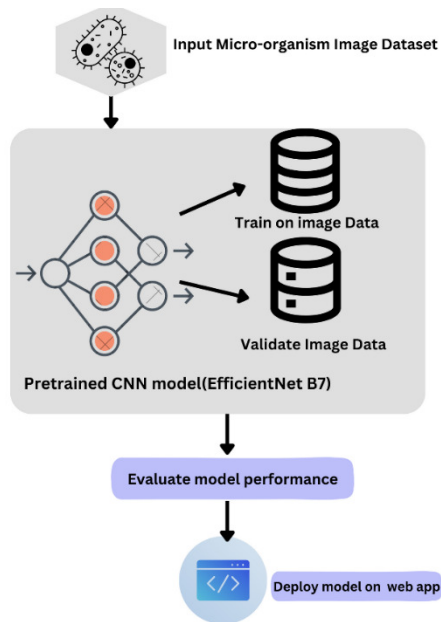 Input Micro-organism Image Dataset
Train on image Data
Validate Image Data
Pretrained CNN model(EfficientNet B7)
Evaluate model performance
</>
Deploy model on web app